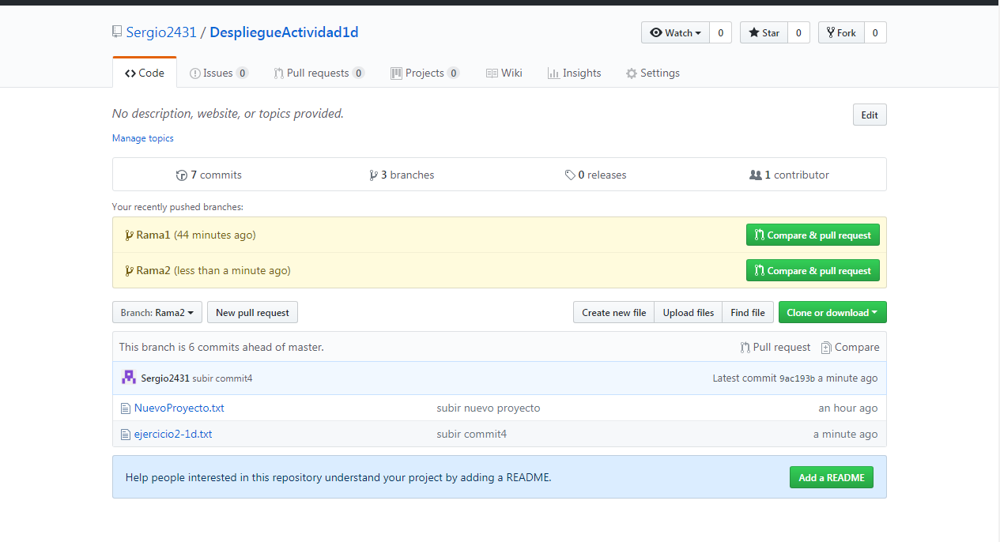 Sergio2431 / DespliegueActividad1d
Watch 0 Star 0 Fork 0
Code Issues 0 Pull requests 0 Projects 0 Wiki Insights Settings
No description, website, or topics provided. Edit
Manage topics
7 commits 3 branches 0 releases 1 contributor
Your recently pushed branches:
Rama1 (44 minutes ago) Compare & pull request
Rama2 (less than a minute ago) Compare & pull request
Branch: Rama2 New pull request Create new file Upload files Find file Clone or download
This branch is 6 commits ahead of master. Pull request Compare
Sergio2431 subir commit4 Latest commit 9ac193b a minute ago
NuevoProyecto.txt subir nuevo proyecto an hour ago
ejercicio2-1d.txt subir commit4 a minute ago
Help people interested in this repository understand your project by adding a README. Add a README